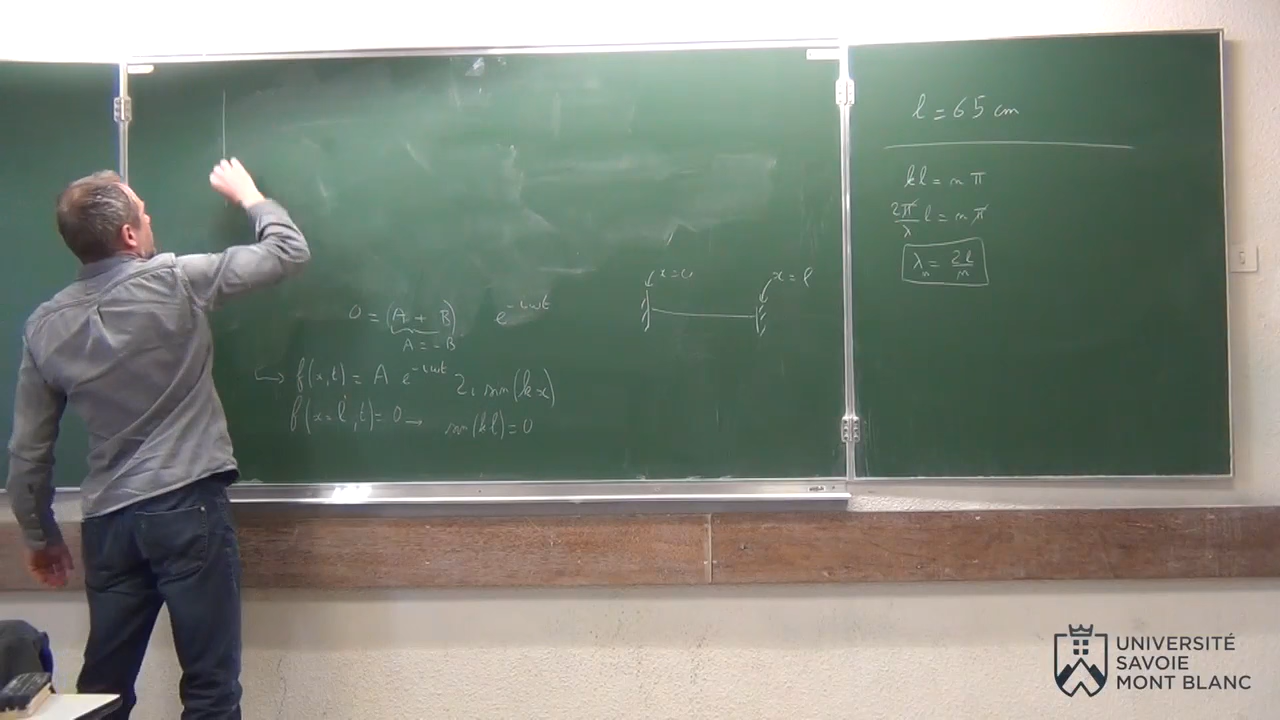 0 = (A + B) e^{-iωt}
A = -B
↳ f(x,t) = A e^{-iωt} 2i sin(kx)
f(x=l,t) = 0 → sin(kl) = 0
x=0
x=l
l = 65 cm
kl = nπ
2π/λ l = nπ
λn = 2l/n
UNIVERSITÉ
SAVOIE
MONT BLANC